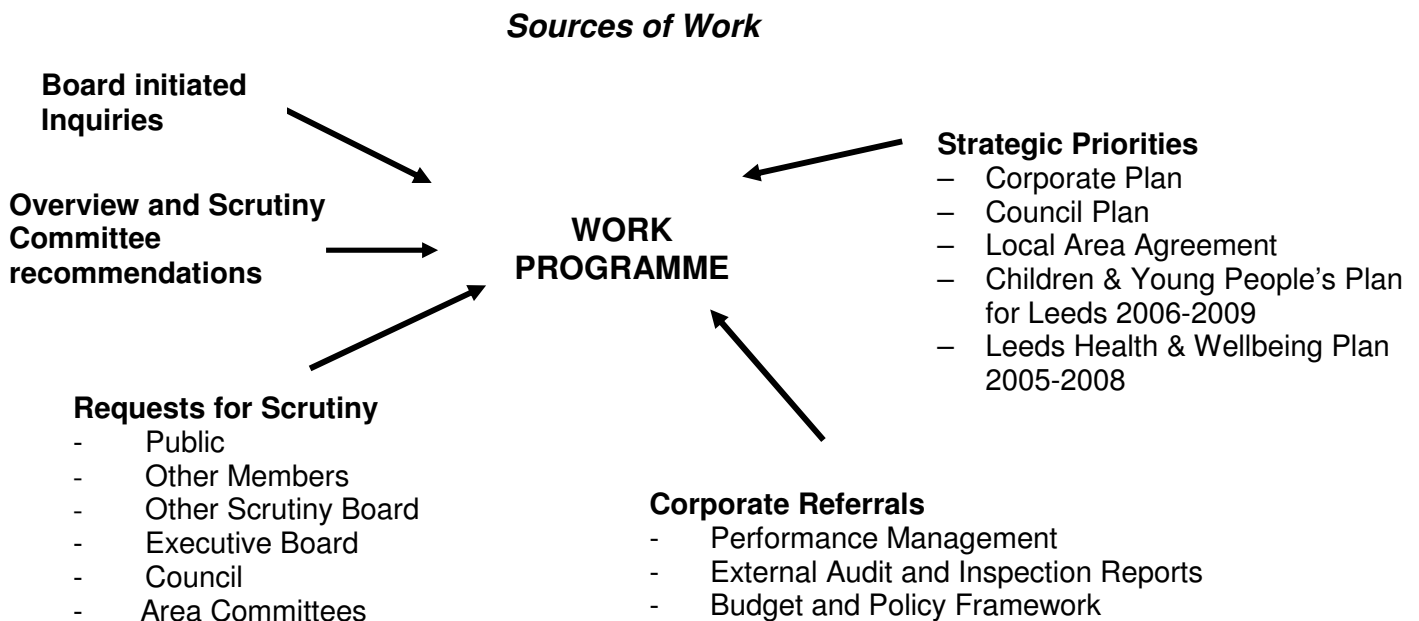 Sources of Work
Board initiated
Inquiries
Overview and Scrutiny
Committee
recommendations
WORK
PROGRAMME
Strategic Priorities
– Corporate Plan
– Council Plan
– Local Area Agreement
– Children & Young People’s Plan
for Leeds 2006-2009
– Leeds Health & Wellbeing Plan
2005-2008
Requests for Scrutiny
- Public
- Other Members
- Other Scrutiny Board
- Executive Board
- Council
- Area Committees
Corporate Referrals
- Performance Management
- External Audit and Inspection Reports
- Budget and Policy Framework